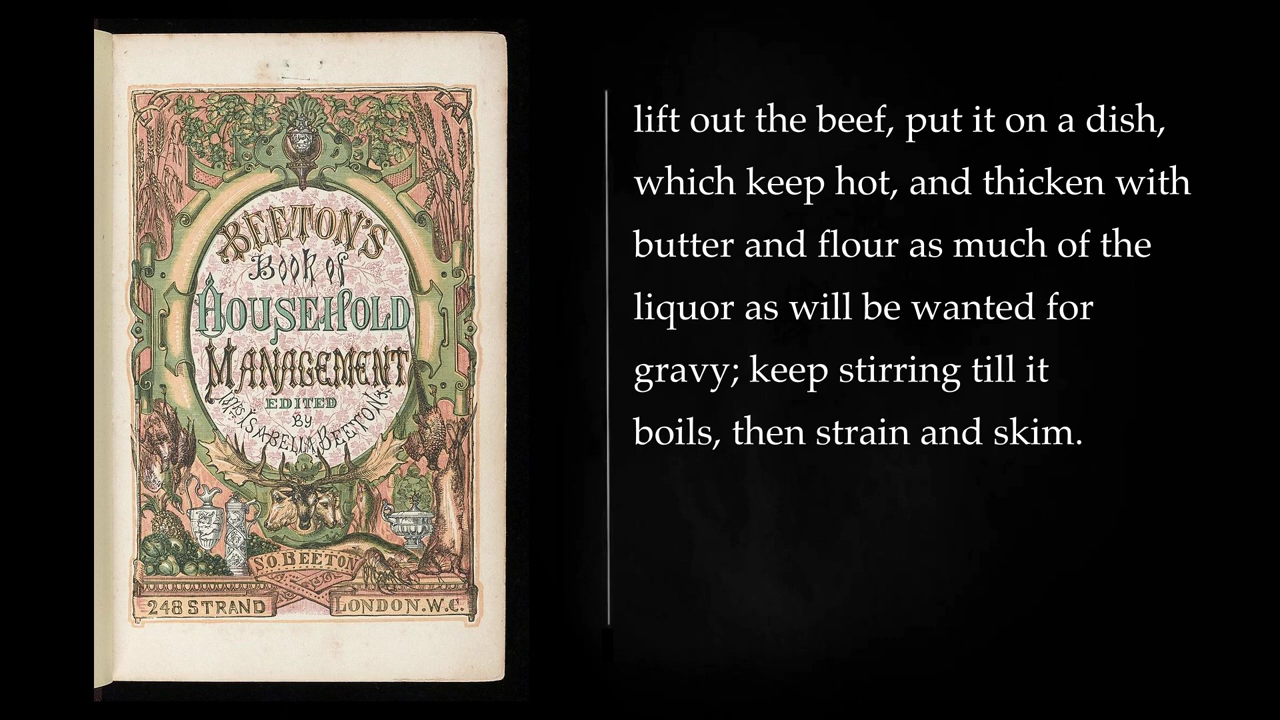 BEETON'S
Book of
HOUSEHOLD
MANAGEMENT
EDITED
BY
MRS ISABELLA BEETON
S.O. BEETON
248 STRAND
LONDON. W.C.
lift out the beef, put it on a dish,
which keep hot, and thicken with
butter and flour as much of the
liquor as will be wanted for
gravy; keep stirring till it
boils, then strain and skim.